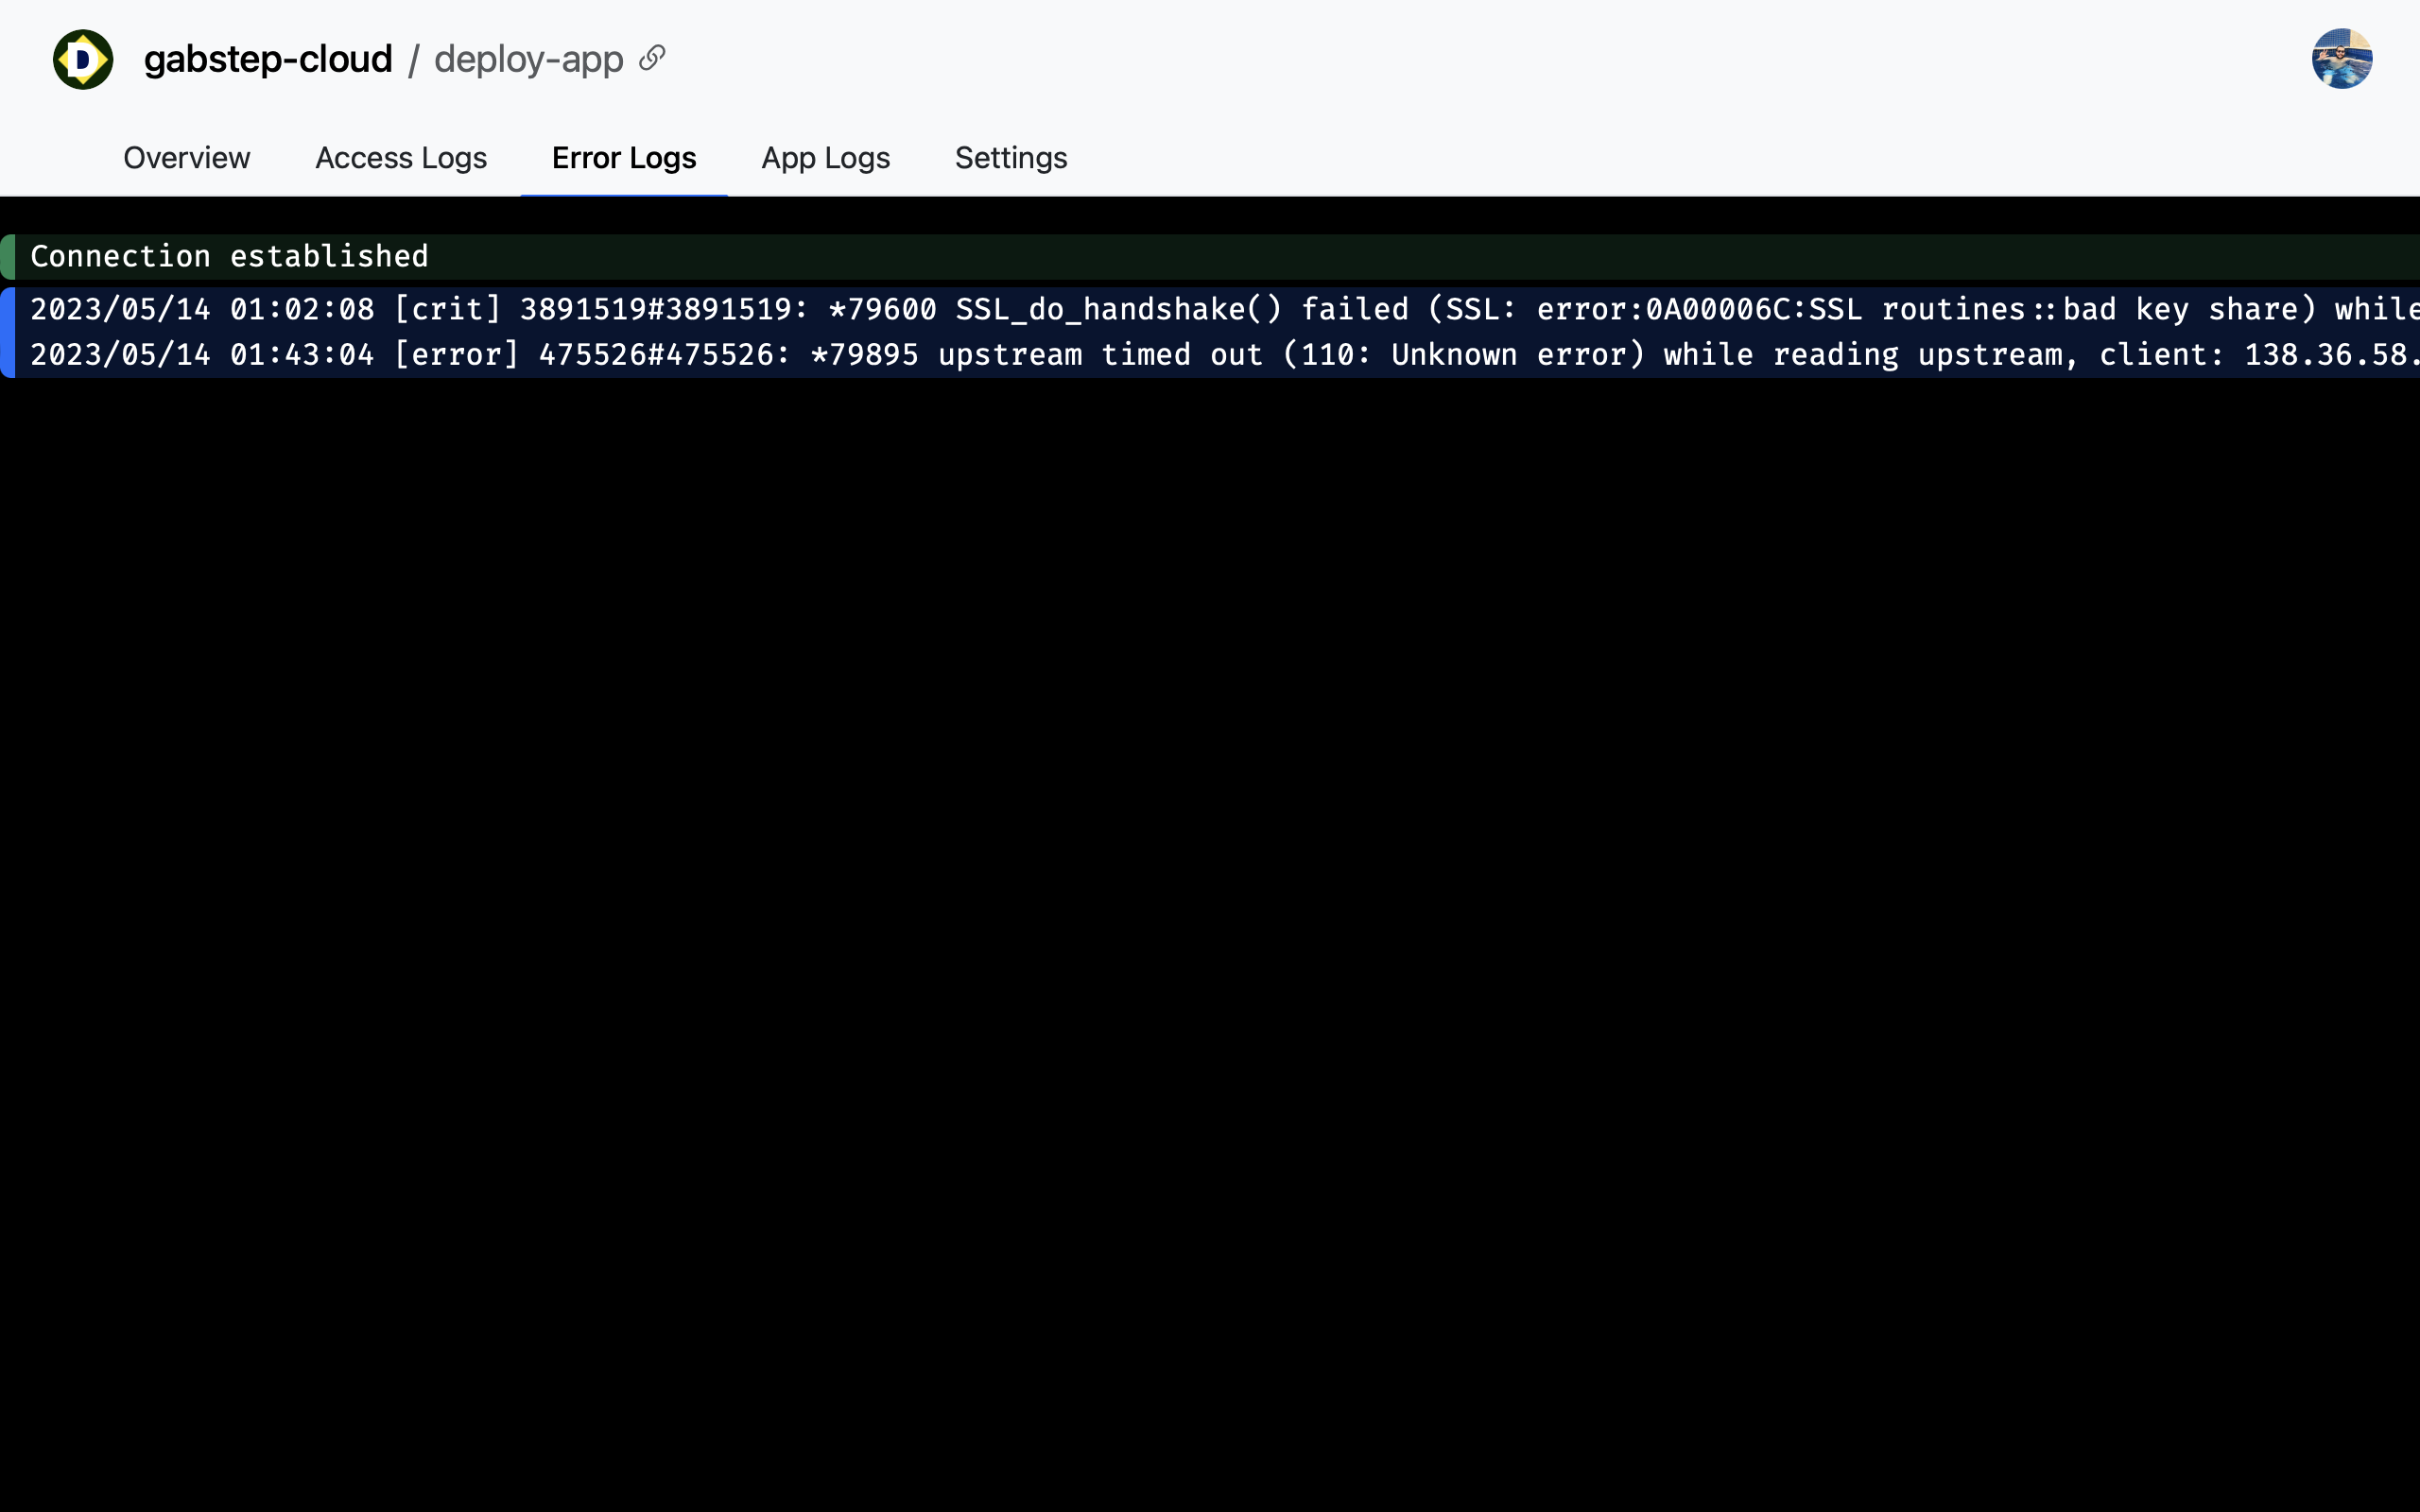 D gabstep-cloud / deploy-app
Overview Access Logs Error Logs App Logs Settings
Connection established
2023/05/14 01:02:08 [crit] 3891519#3891519: *79600 SSL_do_handshake() failed (SSL: error:0A00006C:SSL routines::bad key share) while
2023/05/14 01:43:04 [error] 475526#475526: *79895 upstream timed out (110: Unknown error) while reading upstream, client: 138.36.58.